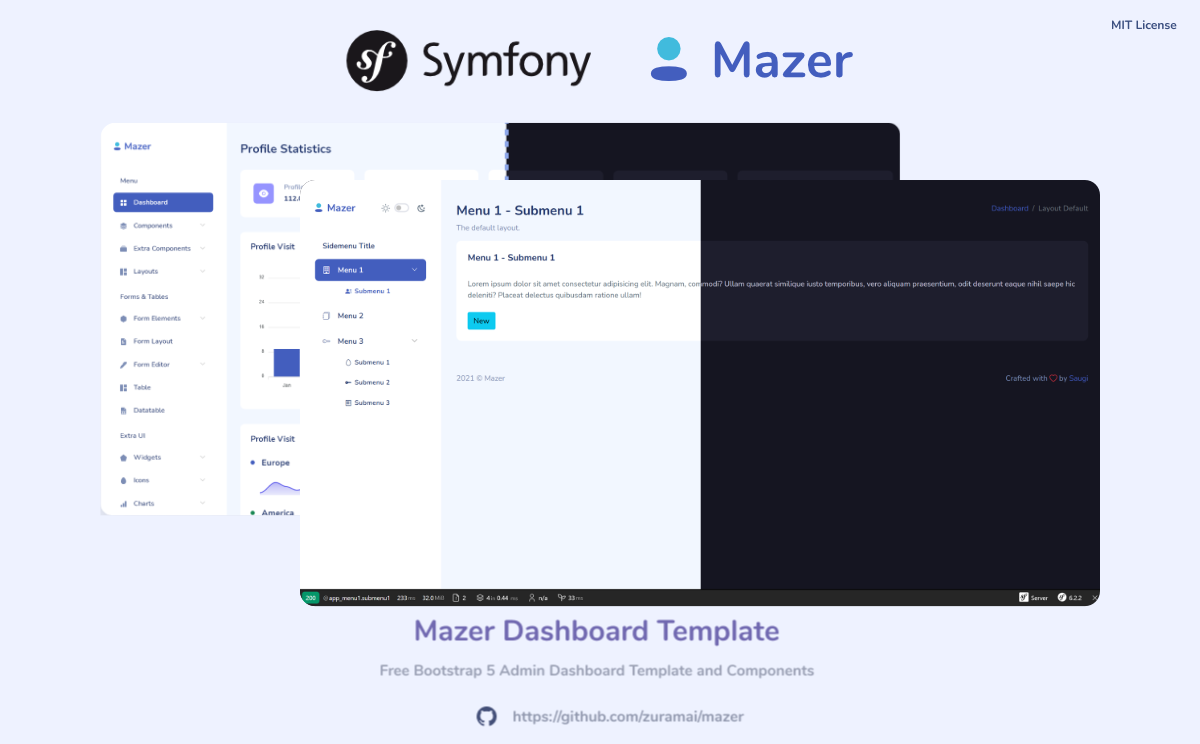 MIT License
Symfony
Mazer
Mazer
Menu
Dashboard
Components
Extra Components
Layouts
Forms & Tables
Form Elements
Form Layout
Form Editor
Table
Datatable
Extra UI
Widgets
Icons
Charts
Profile Statistics
112.
Profile Visit
32
24
16
8
0
Jan
Profile Visit
Europe
America
Mazer
Sidemenu Title
Menu 1
Submenu 1
Menu 2
Menu 3
Submenu 1
Submenu 2
Submenu 3
Menu 1 - Submenu 1
The default layout.
Dashboard / Layout Default
Menu 1 - Submenu 1
Lorem ipsum dolor sit amet consectetur adipisicing elit. Magnam, commodi? Ullam quaerat similique iusto temporibus, vero aliquam praesentium, odit deserunt eaque nihil saepe hic
deleniti? Placeat delectus quibusdam ratione ullam!
New
2021 © Mazer
Crafted with by Saugi
200 @ app_menu1.submenu1 233 ms 32.0 MiB 2 4 in 0.44 ms n/a 33 ms Server 6.2.2
Mazer Dashboard Template
Free Bootstrap 5 Admin Dashboard Template and Components
https://github.com/zuramai/mazer